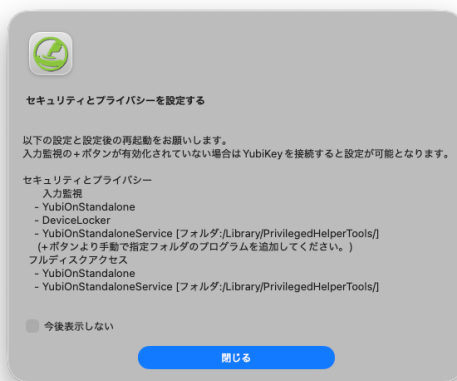 セキュリティとプライバシーを設定する
以下の設定と設定後の再起動をお願いします。
入力監視の+ボタンが有効化されていない場合はYubiKeyを接続すると設定が可能となります。
セキュリティとプライバシー
入力監視
- YubiOnStandalone
- DeviceLocker
- YubiOnStandaloneService [フォルダ:/Library/PrivilegedHelperTools/]
(+ボタンより手動で指定フォルダのプログラムを追加してください。)
フルディスクアクセス
- YubiOnStandalone
- YubiOnStandaloneService [フォルダ:/Library/PrivilegedHelperTools/]
今後表示しない
閉じる